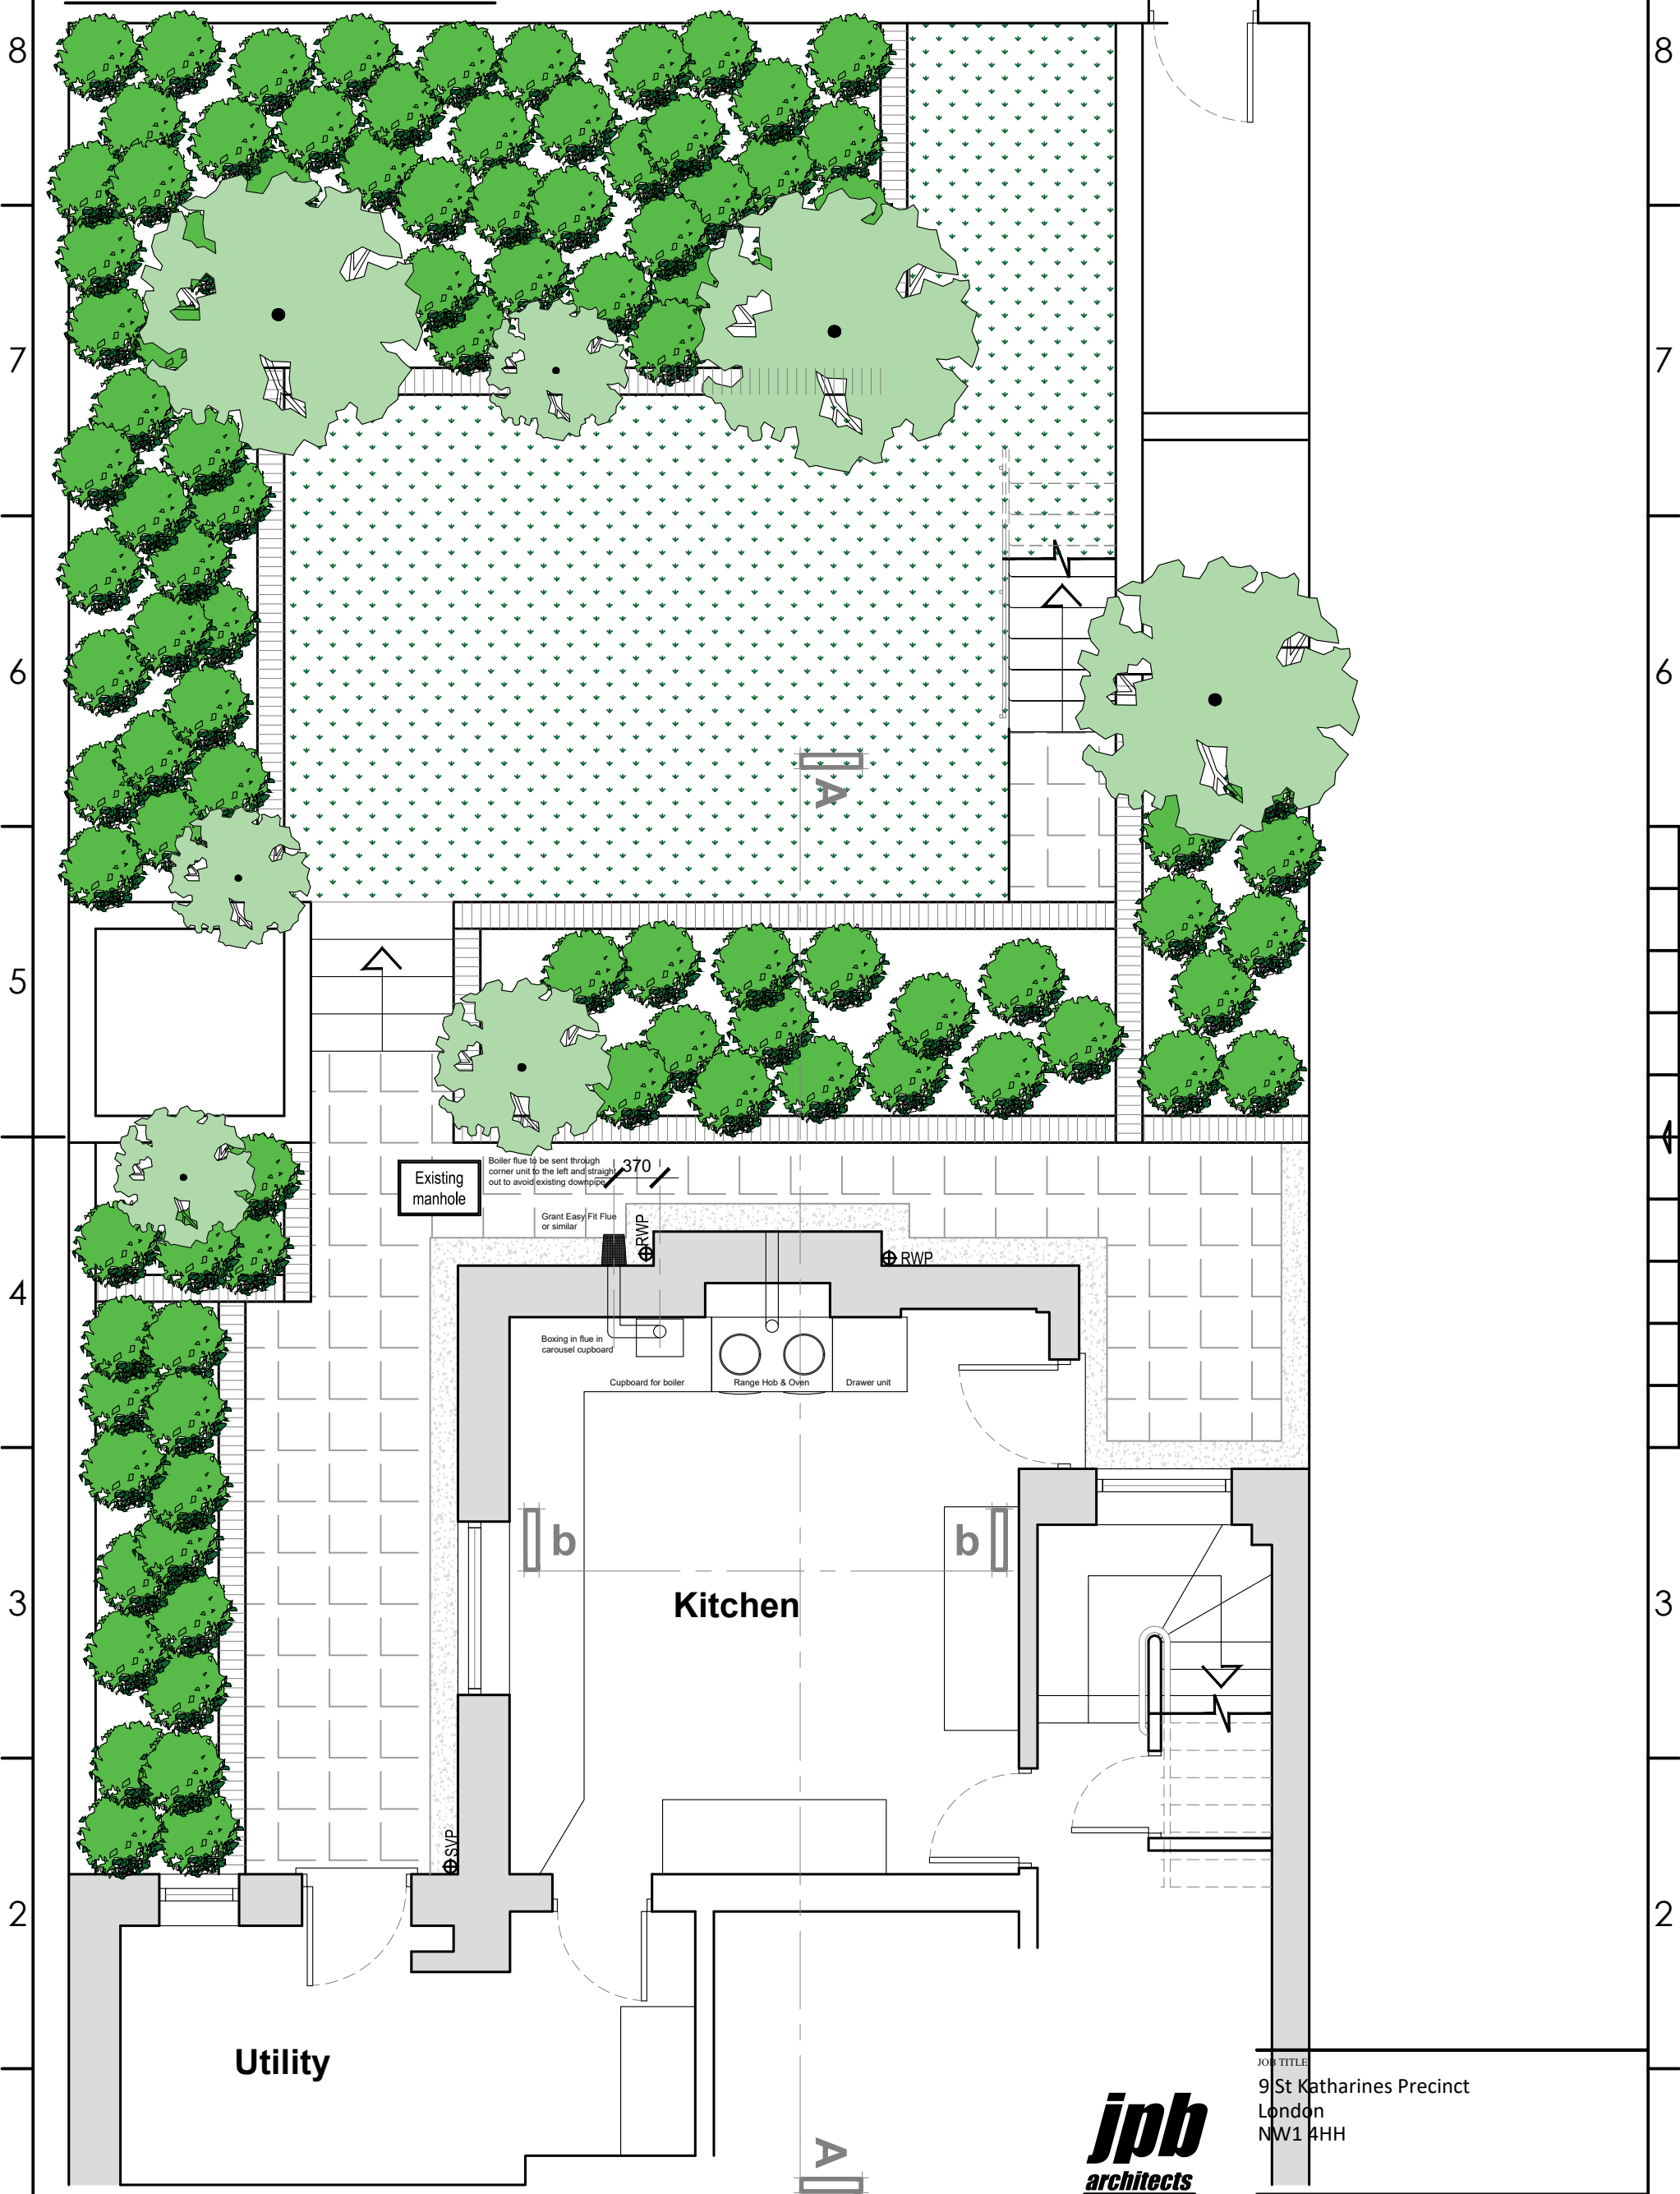 8
8
7
7
6
6
A
5
5
Existing
manhole
Boiler flue to be sent through
corner unit to the left and straight
out to avoid existing downpipe
370
Grant Easy Fit Flue
or similar
RWP
RWP
4
4
Boxing in flue in
carousel cupboard
Cupboard for boiler
Range Hob & Oven
Drawer unit
b
b
Kitchen
3
3
SVP
2
2
Utility
A
jpb
architects
JOB TITLE
9 St Katharines Precinct
London
NW1 4HH